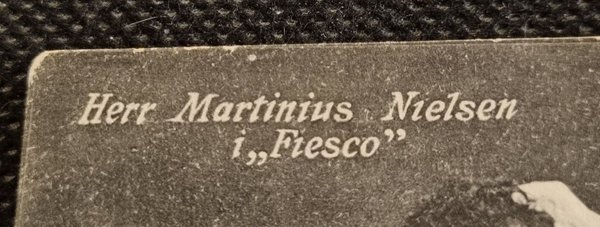 Herr Martinius Nielsen
i „Fiesco”